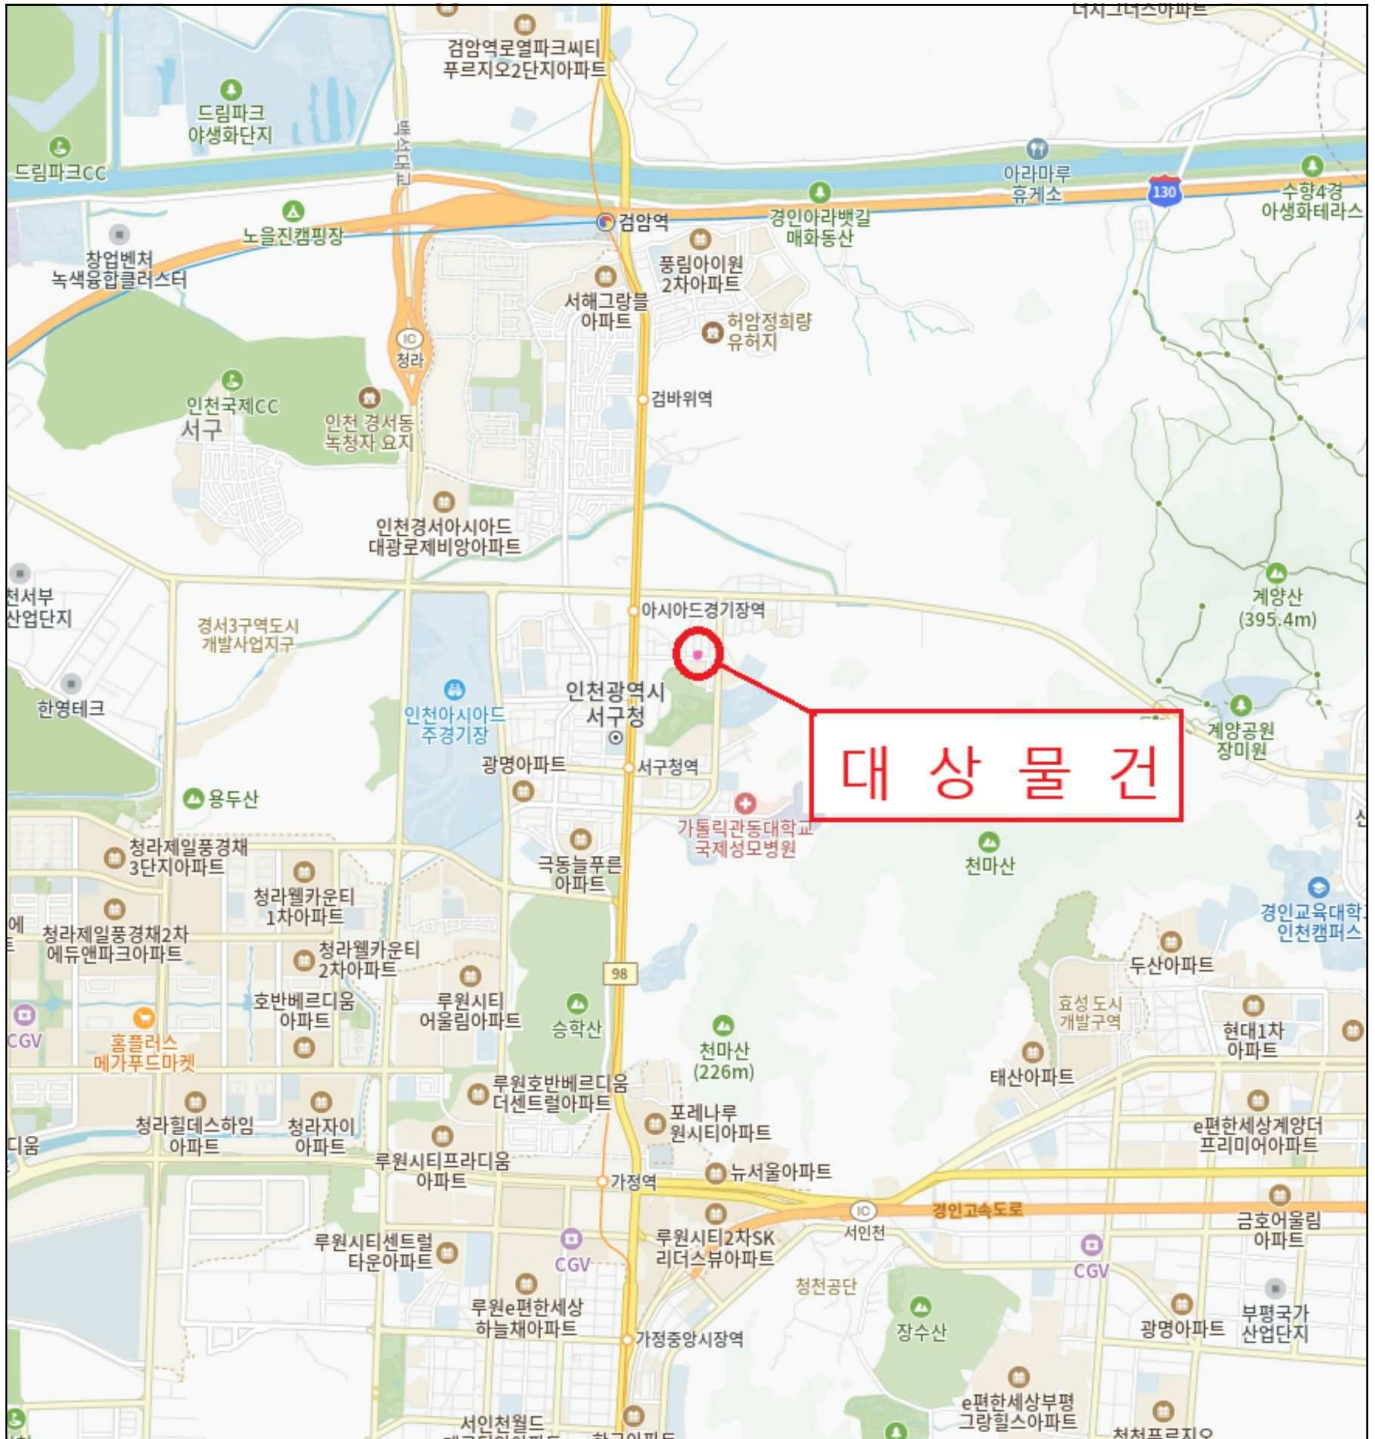 검암역로열파크씨티
푸르지오2단지아파트
드림파크
야생화단지
백석대교
드림파크CC
아라마루
휴게소
130
수향4경
아생화테라스
노을진캠핑장
검암역
경인아라뱃길
매화동산
창업벤처
녹색융합클러스터
풍림아이원
2차아파트
서해그랑블
아파트
허암정희량
유허지
IC
청라
인천국제CC
서구
인천 경서동
녹청자 요지
검바위역
인천경서아시아드
대광로제비앙아파트
천서부
산업단지
계양산
(395.4m)
경서3구역도시
개발사업지구
아시아드경기장역
한영테크
인천아시아드
주경기장
인천광역시
서구청
계양공원
장미원
대 상 물 건
광명아파트
서구청역
용두산
가톨릭관동대학교
국제성모병원
천마산
청라제일풍경채
3단지아파트
극동늘푸른
아파트
청라웰카운티
1차아파트
경인교육대학교
인천캠퍼스
에
트
청라제일풍경채2차
에듀앤파크아파트
청라웰카운티
2차아파트
두산아파트
98
호반베르디움
아파트
루원시티
어울림아파트
승학산
효성 도시
개발구역
CGV
홈플러스
메가푸드마켓
천마산
(226m)
현대1차
아파트
태산아파트
루원호반베르디움
더센트럴아파트
청라힐데스하임
아파트
청라자이
아파트
포레나루
원시티아파트
e편한세상계양더
프리미어아파트
디움
루원시티프라디움
아파트
가정역
뉴서울아파트
IC
서인천
경인고속도로
금호어울림
아파트
루원시티센트럴
타운아파트
CGV
루원시티2차SK
리더스뷰아파트
CGV
청천공단
루원e편한세상
하늘채아파트
장수산
광명아파트
부평국가
산업단지
가정중앙시장역
e편한세상부평
그랑힐스아파트
서인천월드